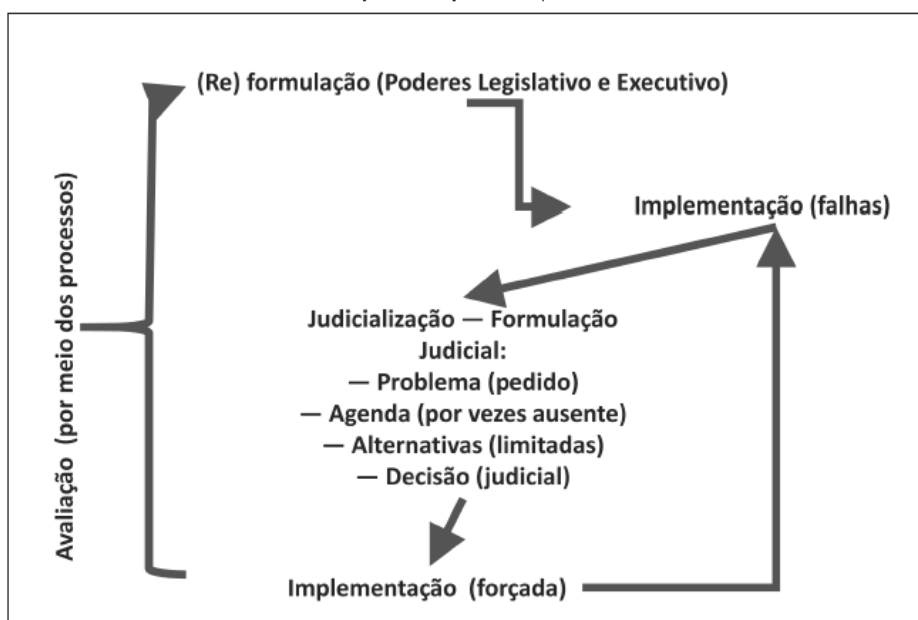 (Re) formulação (Poderes Legislativo e Executivo)
Implementação (falhas)
Judicialização — Formulação
Judicial:
— Problema (pedido)
— Agenda (por vezes ausente)
— Alternativas (limitadas)
— Decisão (judicial)
Implementação (forçada)
Avaliação (por meio dos processos)